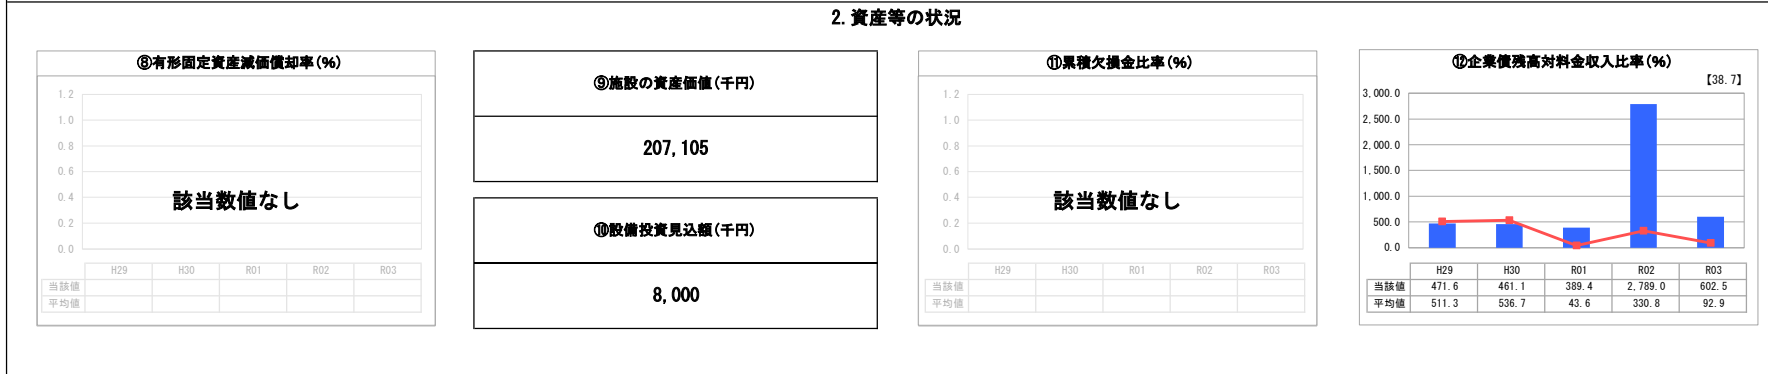 2. 資産等の状況
⑧有形固定資産減価償却率(%)
1.2
1.0
0.8
0.6
0.4
0.2
0.0
該当数値なし
H29 H30 R01 R02 R03
当該値
平均値
⑨施設の資産価値(千円)
207,105
⑩設備投資見込額(千円)
8,000
⑪累積欠損金比率(%)
1.2
1.0
0.8
0.6
0.4
0.2
0.0
該当数値なし
H29 H30 R01 R02 R03
当該値
平均値
⑫企業債残高対料金収入比率(%)
【38.7】
3,000.0
2,500.0
2,000.0
1,500.0
1,000.0
500.0
0.0
H29 H30 R01 R02 R03
当該値 471.6 461.1 389.4 2,789.0 602.5
平均値 511.3 536.7 43.6 330.8 92.9